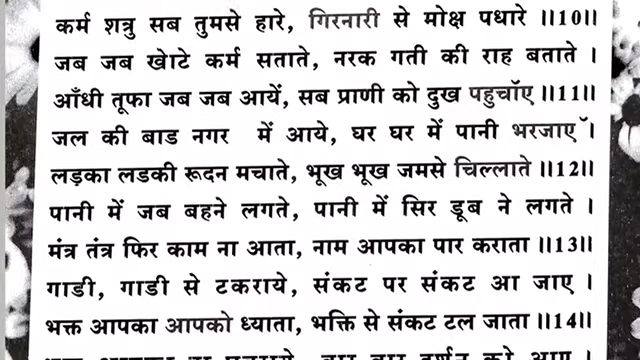 कर्म शत्रु सब तुमसे हारे, गिरनारी से मोक्ष पधारे ॥10॥
जब जब खोटे कर्म सताते, नरक गती की राह बताते ।
आँधी तूफा जब जब आयें, सब प्राणी को दुख पहुचॉए ॥11॥
जल की बाड नगर में आये, घर घर में पानी भरजाएॅ ।
लड़का लडकी रूदन मचाते, भूख भूख जमसे चिल्लाते ॥12॥
पानी में जब बहने लगते, पानी में सिर डूब ने लगते ।
मंत्र तंत्र फिर काम ना आता, नाम आपका पार कराता ॥13॥
गाडी, गाडी से टकराये, संकट पर संकट आ जाए ।
भक्त आपका आपको ध्याता, भक्ति से संकट टल जाता ॥14॥